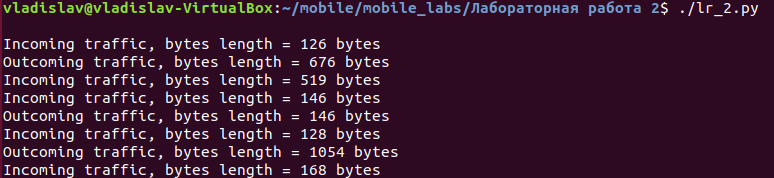 vladislav@vladislav-VirtualBox:~/mobile/mobile_labs/Лабораторная работа 2$ ./lr_2.py
Incoming traffic, bytes length = 126 bytes
Outcoming traffic, bytes length = 676 bytes
Incoming traffic, bytes length = 519 bytes
Incoming traffic, bytes length = 146 bytes
Outcoming traffic, bytes length = 146 bytes
Incoming traffic, bytes length = 128 bytes
Outcoming traffic, bytes length = 1054 bytes
Incoming traffic, bytes length = 168 bytes